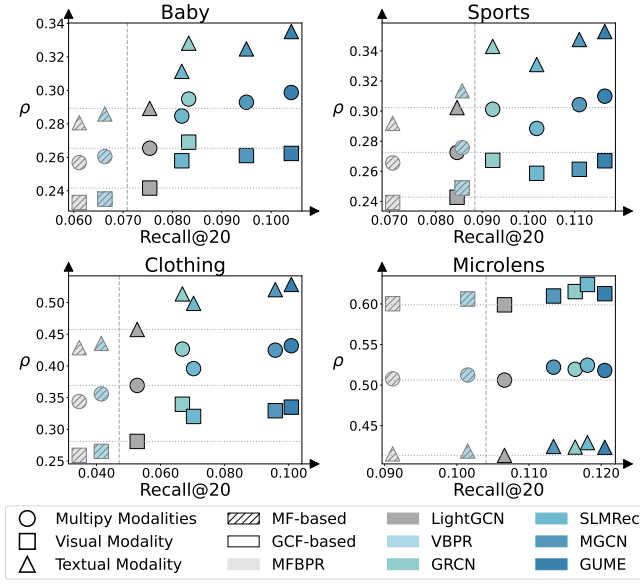 Baby
Sports
0.34
0.32
0.30
0.28
0.26
0.24
ρ
0.060 0.070 0.080 0.090 0.100
Recall@20
0.34
0.32
0.30
0.28
0.26
0.24
ρ
0.070 0.080 0.090 0.100 0.110
Recall@20
Clothing
Microlens
0.50
0.45
0.40
0.35
0.30
0.25
ρ
0.040 0.060 0.080 0.100
Recall@20
0.60
0.55
0.50
0.45
ρ
0.090 0.100 0.110 0.120
Recall@20
Multipy Modalities MF-based LightGCN SLMRec
Visual Modality GCF-based VBPR MGCN
Textual Modality MFBPR GRCN GUME